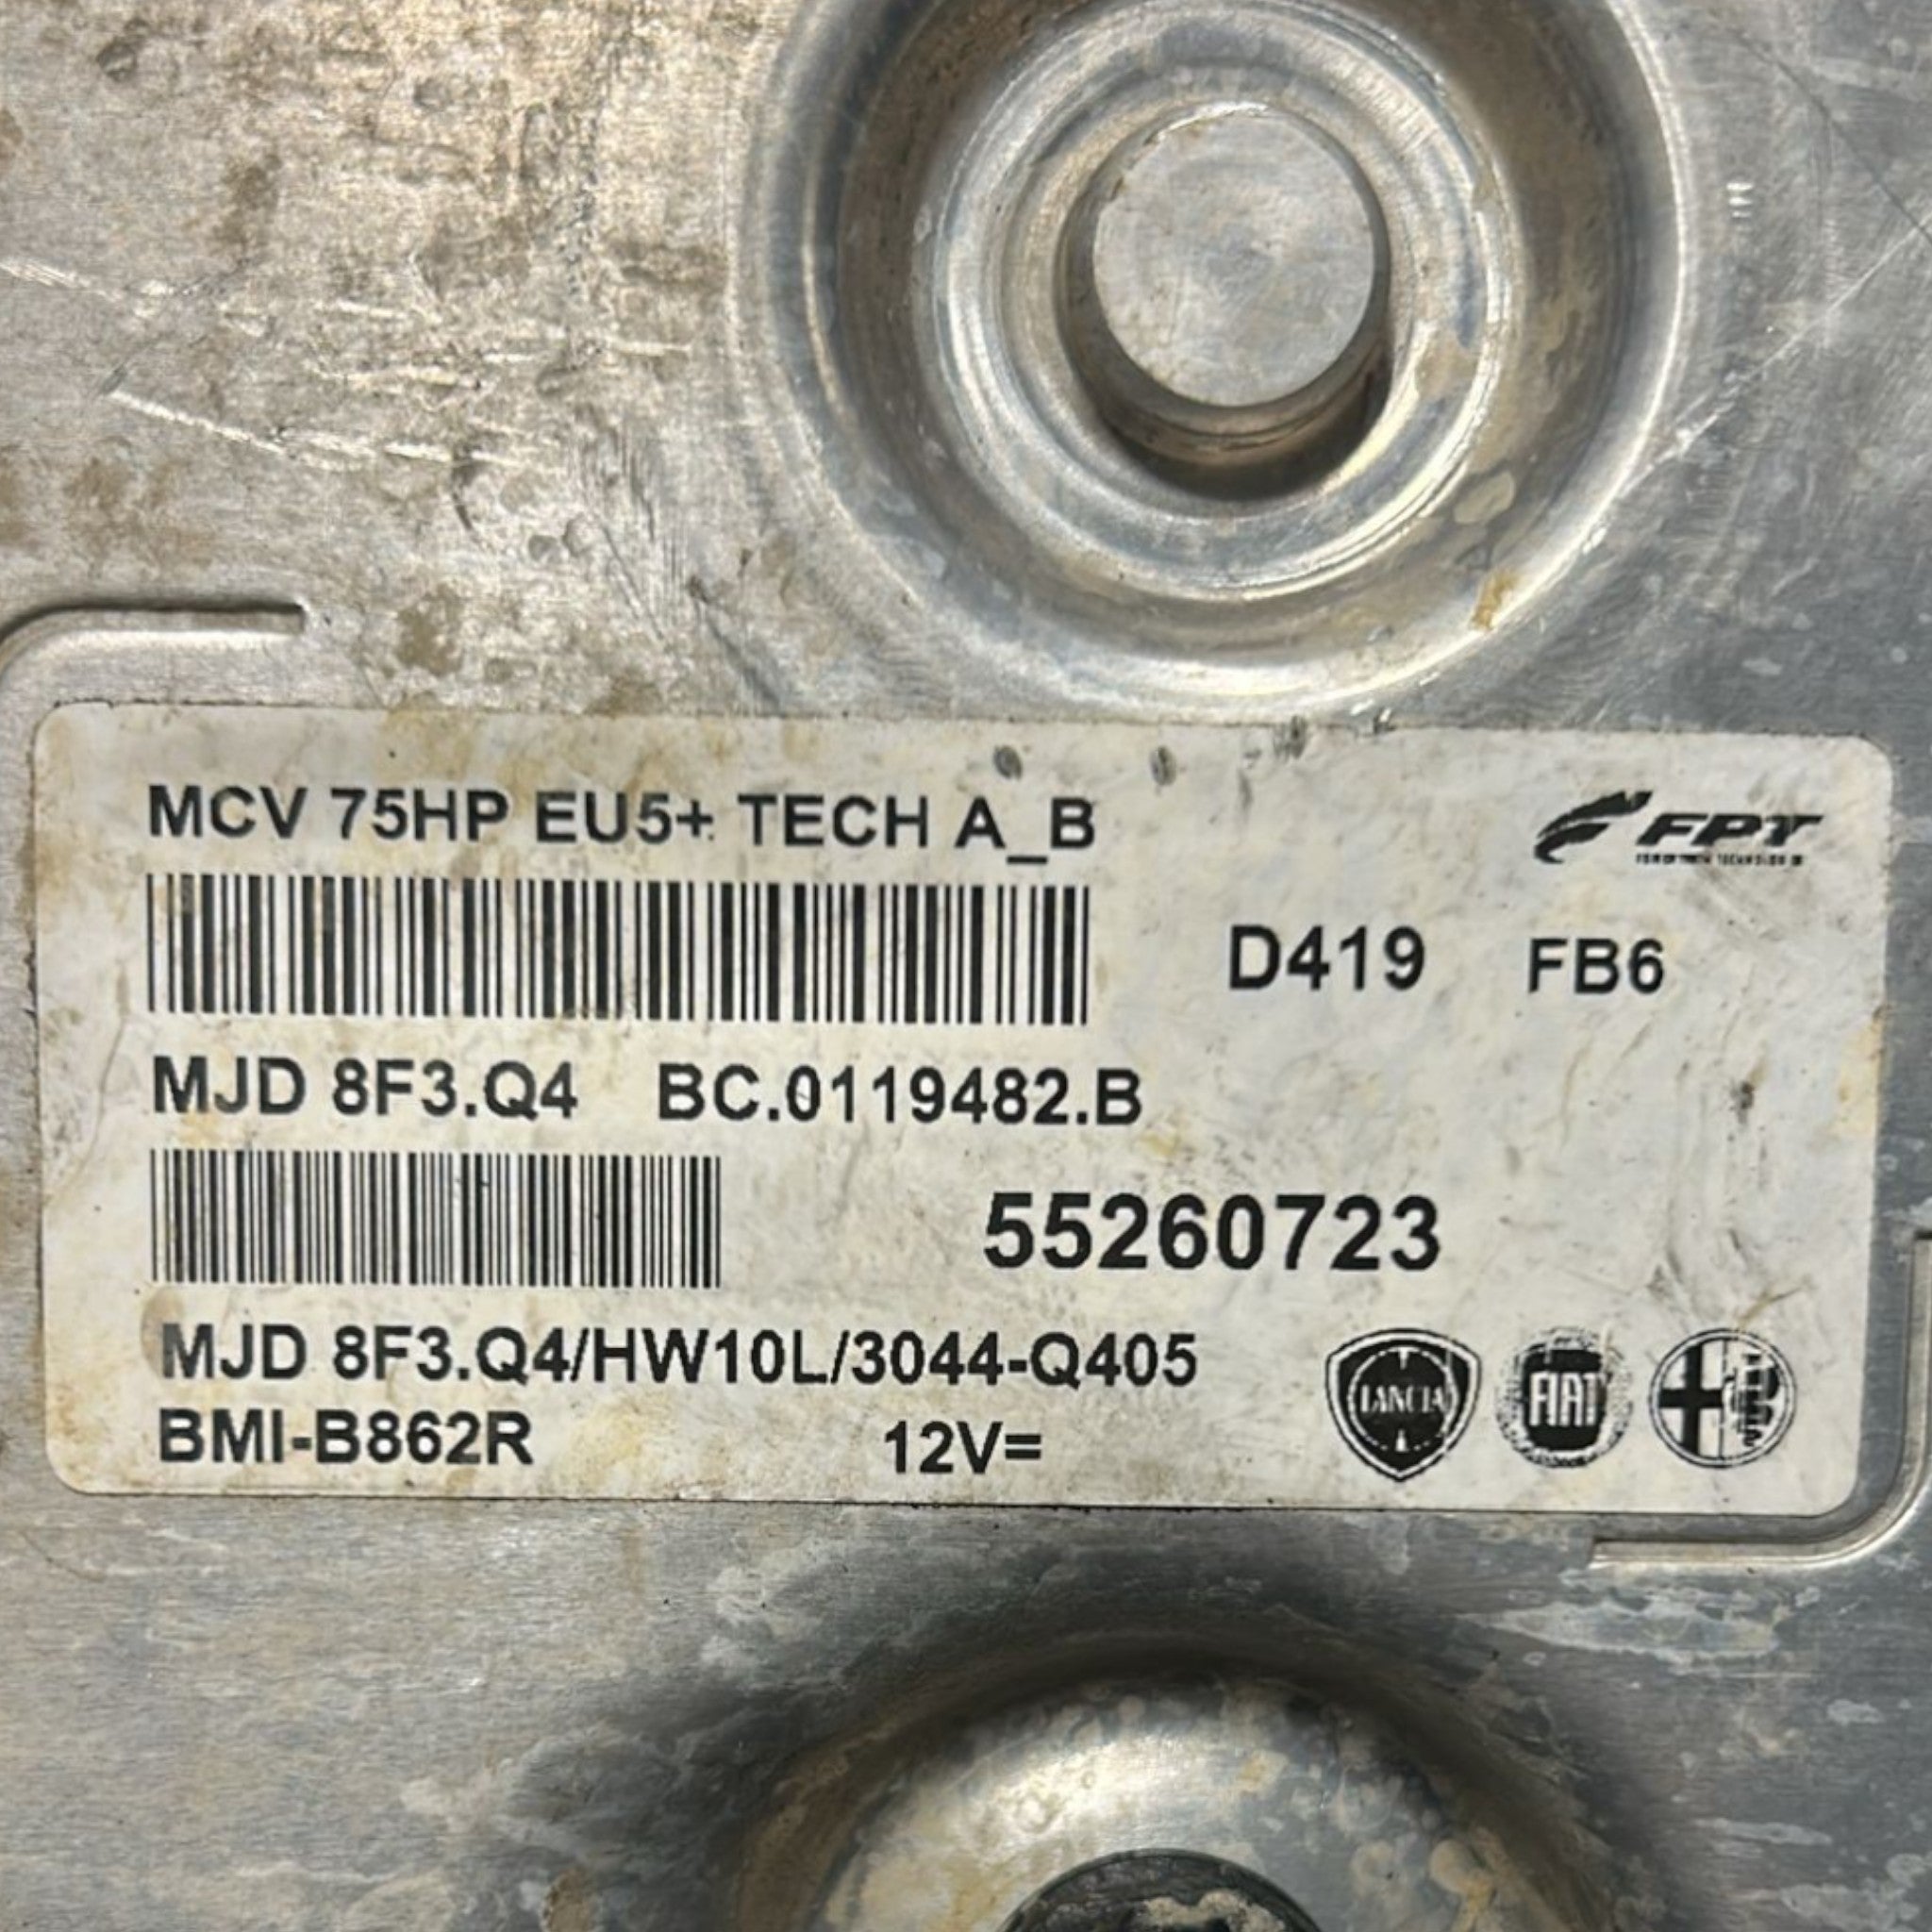 MCV 75HP EU5+ TECH A_B
FPT
D419 FB6
MJD 8F3.Q4 BC.0119482.B
55260723
MJD 8F3.Q4/HW10L/3044-Q405
BMI-B862R 12V=
LANCIA FIAT